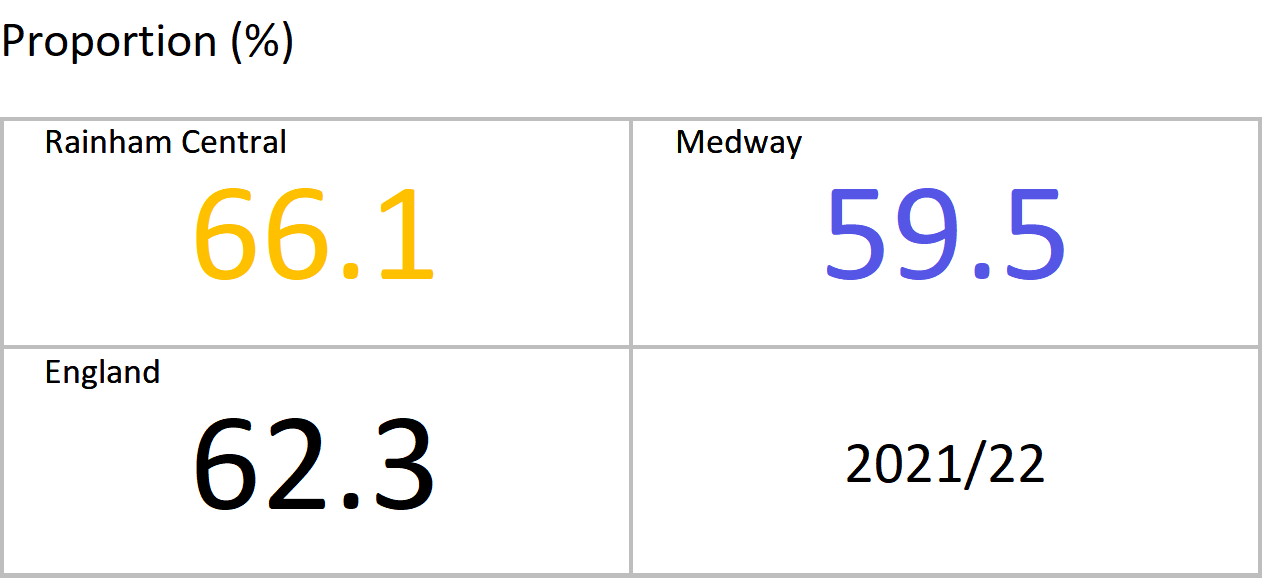 Proportion (%)
Rainham Central
66.1
Medway
59.5
England
62.3
2021/22